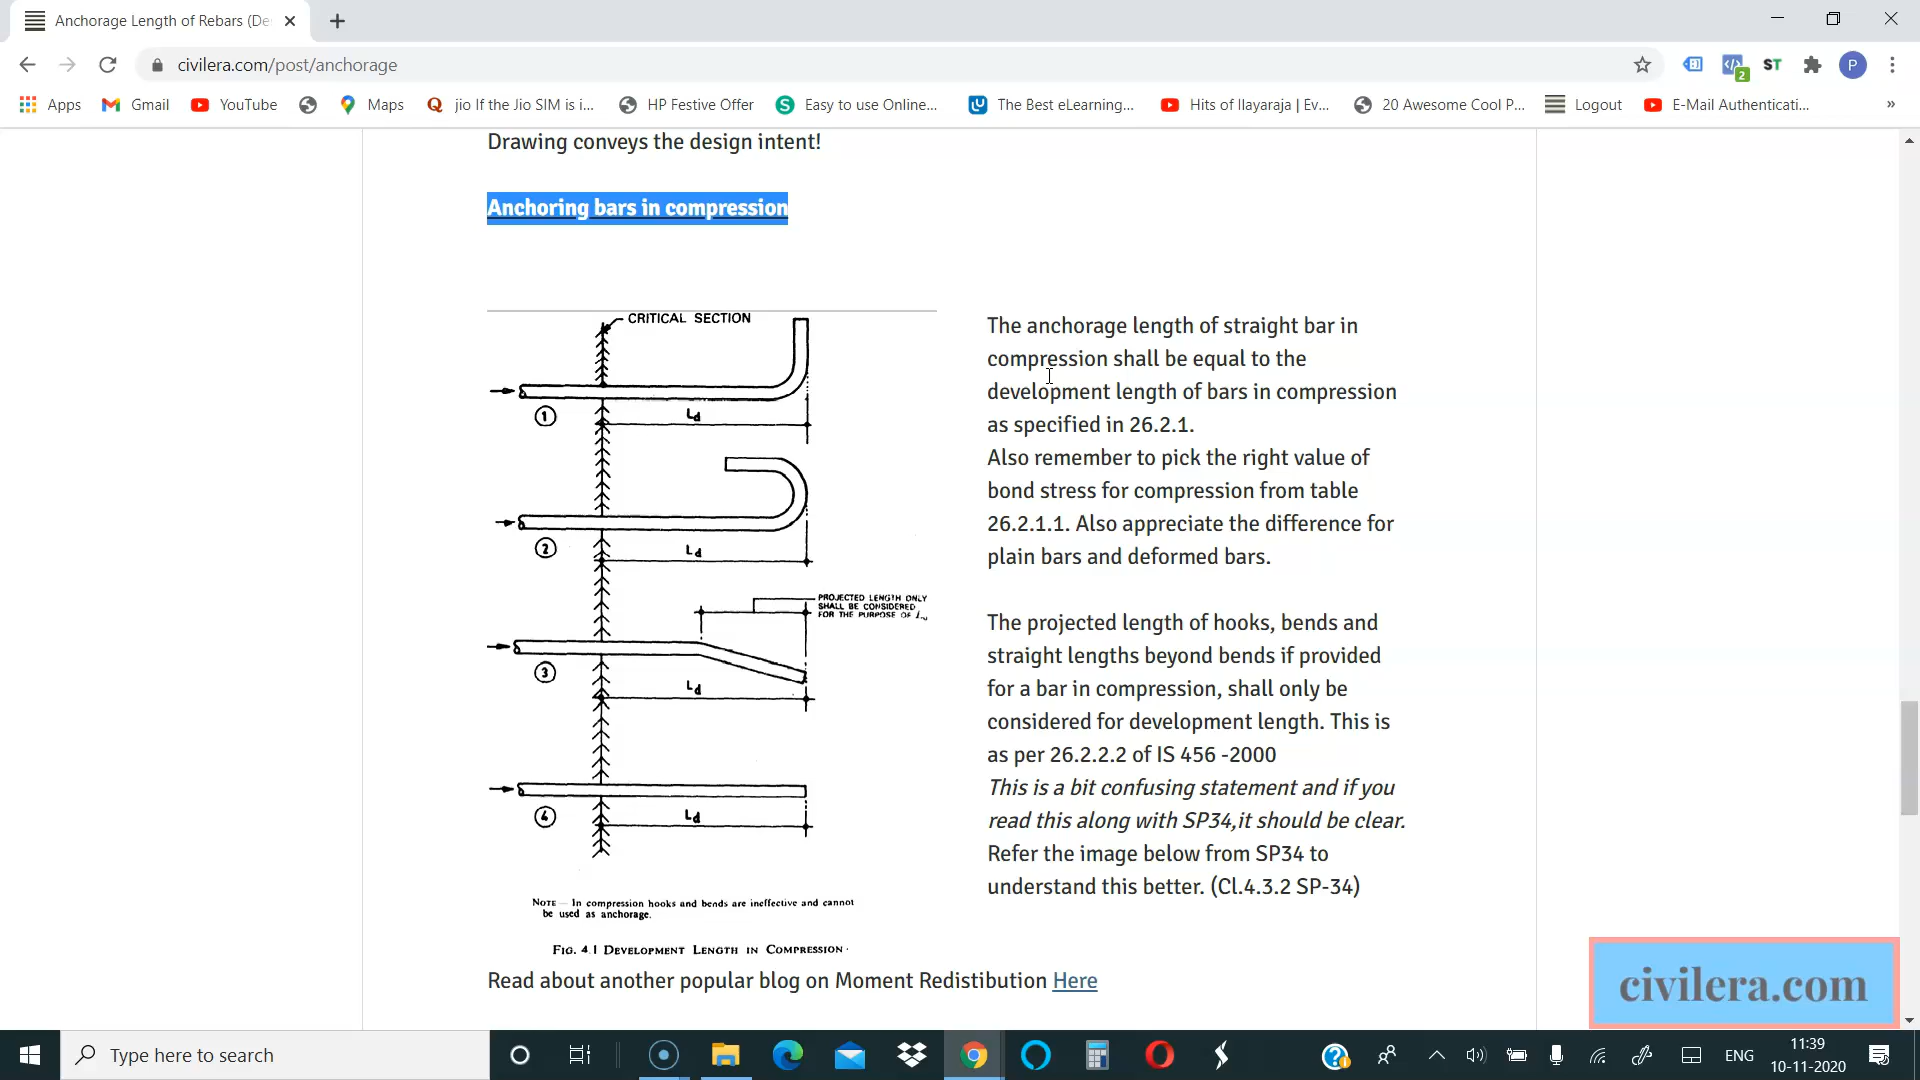 Anchorage Length of Rebars (De
civilera.com/post/anchorage
Apps Gmail YouTube Maps jio If the Jio SIM is i... HP Festive Offer Easy to use Online... The Best eLearning... Hits of Ilayaraja | Ev... 20 Awesome Cool P... Logout E-Mail Authenticati... »
Drawing conveys the design intent!
Anchoring bars in compression
CRITICAL SECTION
1
Ld
2
Ld
PROJECTED LENGTH ONLY
SHALL BE CONSIDERED
FOR THE PURPOSE OF
3
Ld
4
Ld
NOTE — In compression hooks and bends are ineffective and cannot
be used as anchorage.
FIG. 4.1 DEVELOPMENT LENGTH IN COMPRESSION
The anchorage length of straight bar in
compression shall be equal to the
development length of bars in compression
as specified in 26.2.1.
Also remember to pick the right value of
bond stress for compression from table
26.2.1.1. Also appreciate the difference for
plain bars and deformed bars.
The projected length of hooks, bends and
straight lengths beyond bends if provided
for a bar in compression, shall only be
considered for development length. This is
as per 26.2.2.2 of IS 456 -2000
This is a bit confusing statement and if you
read this along with SP34,it should be clear.
Refer the image below from SP34 to
understand this better. (Cl.4.3.2 SP-34)
Read about another popular blog on Moment Redistibution Here
civilera.com
Type here to search
ENG
11:39
10-11-2020
2
ST
P